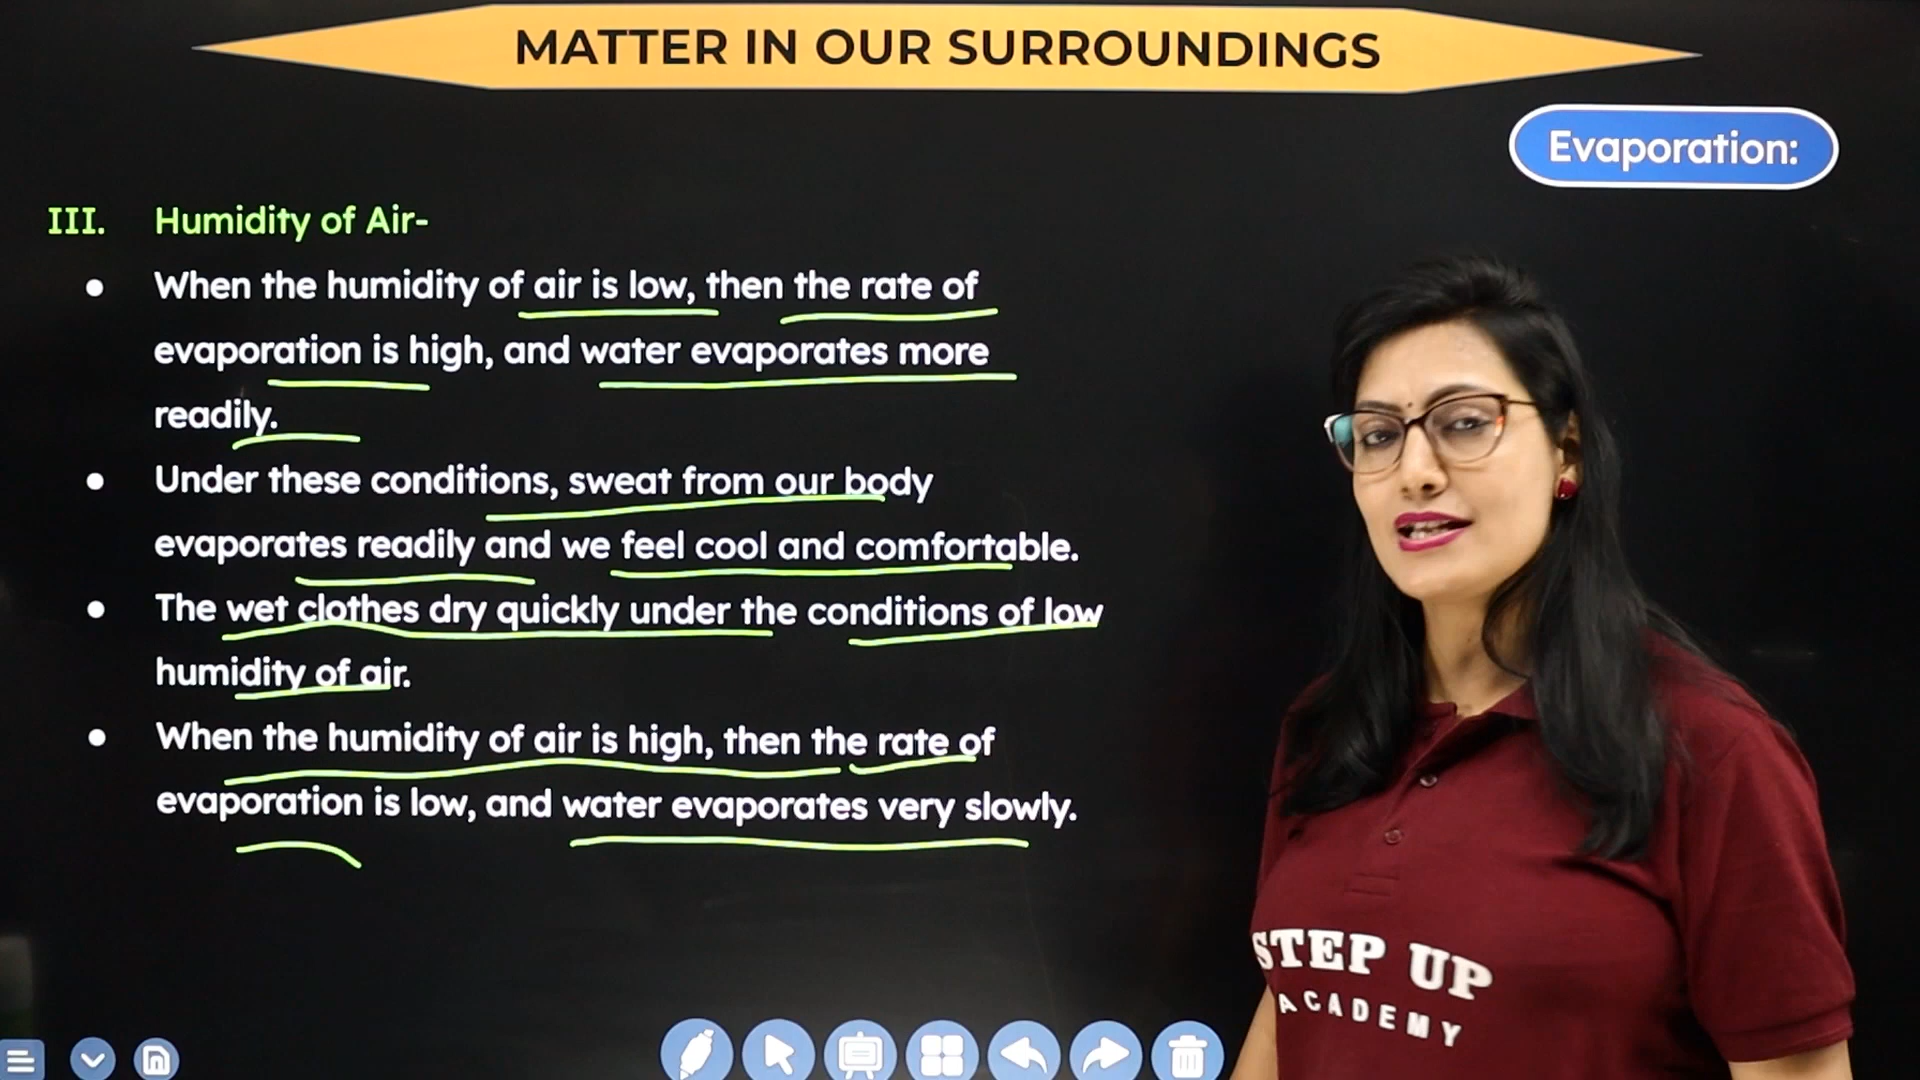 MATTER IN OUR SURROUNDINGS
Evaporation:
III. Humidity of Air-
● When the humidity of air is low, then the rate of
evaporation is high, and water evaporates more
readily.
● Under these conditions, sweat from our body
evaporates readily and we feel cool and comfortable.
● The wet clothes dry quickly under the conditions of low
humidity of air.
● When the humidity of air is high, then the rate of
evaporation is low, and water evaporates very slowly.
STEP UP
ACADEMY